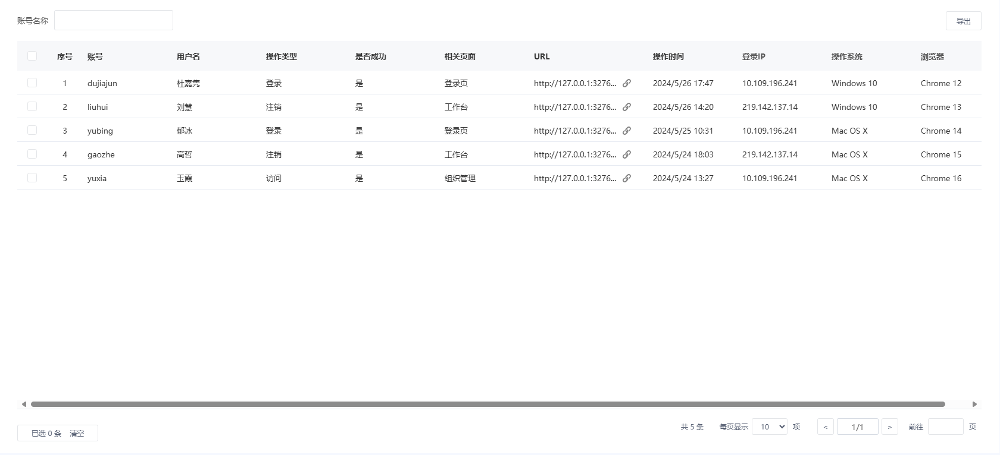 账号名称 导出
序号 账号 用户名 操作类型 是否成功 相关页面 URL 操作时间 登录IP 操作系统 浏览器
1 dujiajun 杜嘉隽 登录 是 登录页 http://127.0.0.1:3276... 2024/5/26 17:47 10.109.196.241 Windows 10 Chrome 12
2 liuhui 刘慧 注销 是 工作台 http://127.0.0.1:3276... 2024/5/26 14:20 219.142.137.14 Windows 10 Chrome 13
3 yubing 郁冰 登录 是 登录页 http://127.0.0.1:3276... 2024/5/25 10:31 10.109.196.241 Mac OS X Chrome 14
4 gaozhe 高哲 注销 是 工作台 http://127.0.0.1:3276... 2024/5/24 18:03 219.142.137.14 Mac OS X Chrome 15
5 yuxia 玉霞 访问 是 组织管理 http://127.0.0.1:3276... 2024/5/24 13:27 10.109.196.241 Mac OS X Chrome 16
已选 0 条 清空 共 5 条 每页显示 10 项 < 1/1 > 前往 页